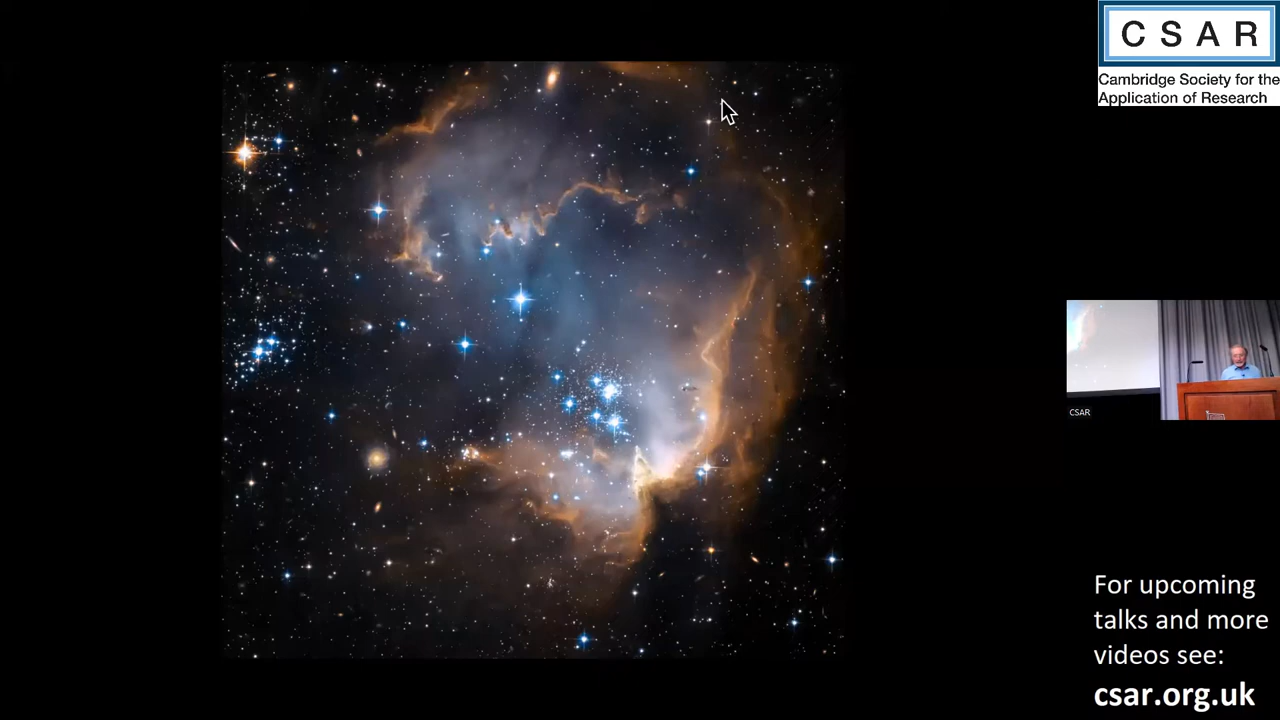 C S A R
Cambridge Society for the
Application of Research
CSAR
For upcoming
talks and more
videos see:
csar.org.uk